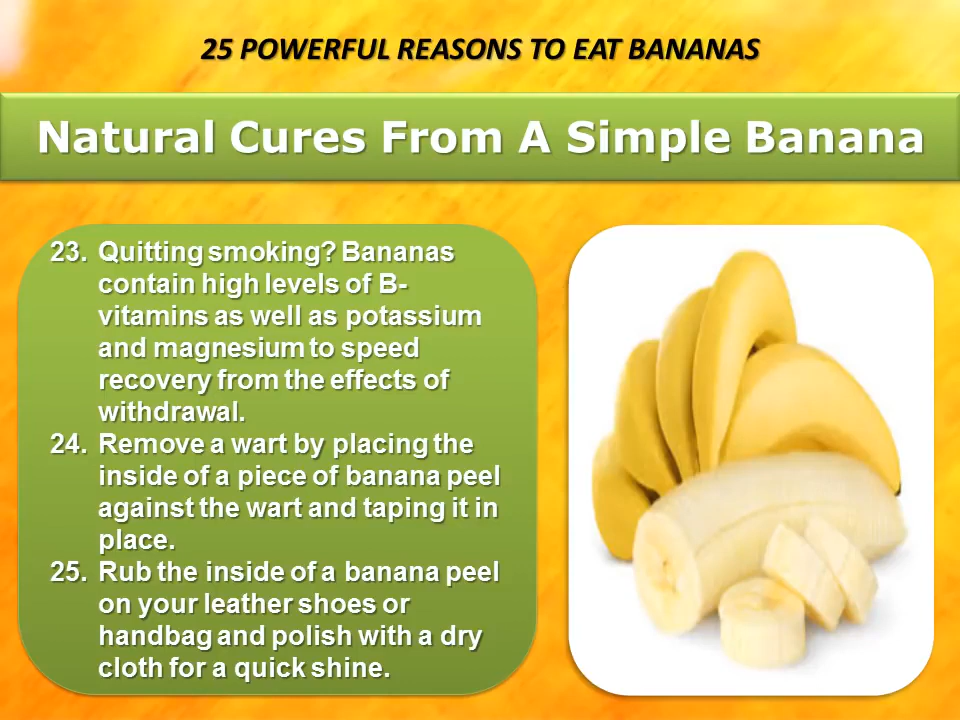 25 POWERFUL REASONS TO EAT BANANAS
Natural Cures From A Simple Banana
23. Quitting smoking? Bananas
contain high levels of B-
vitamins as well as potassium
and magnesium to speed
recovery from the effects of
withdrawal.
24. Remove a wart by placing the
inside of a piece of banana peel
against the wart and taping it in
place.
25. Rub the inside of a banana peel
on your leather shoes or
handbag and polish with a dry
cloth for a quick shine.